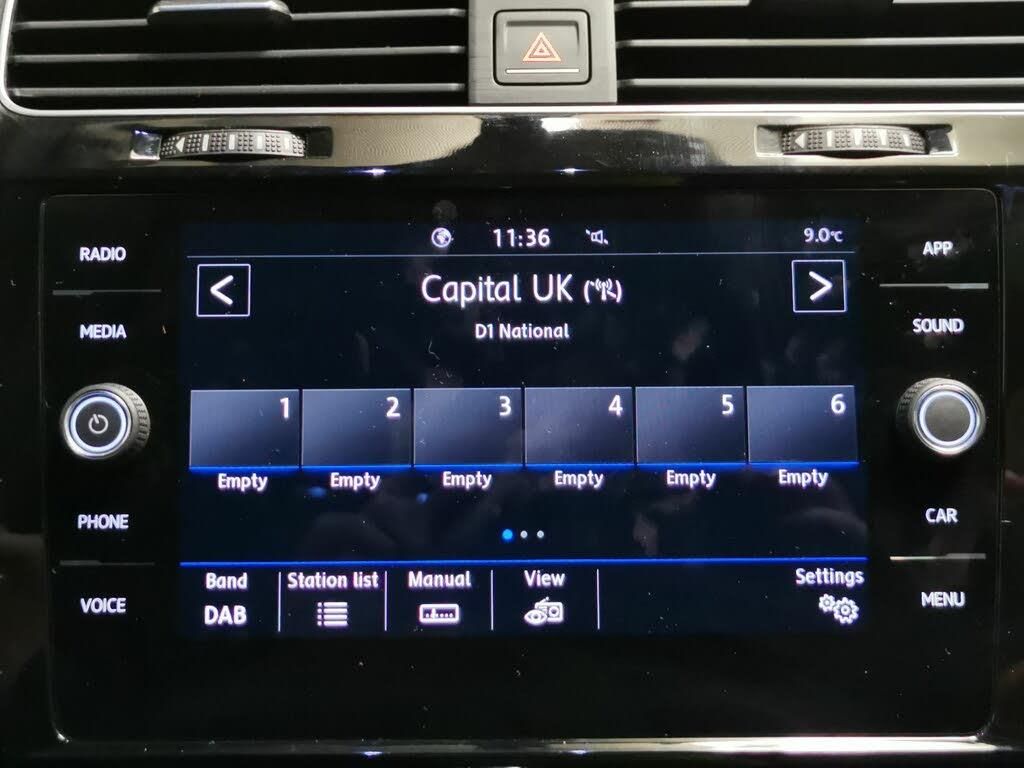 11:36
9.0°C
RADIO
APP
< Capital UK >
D1 National
MEDIA
SOUND
1 2 3 4 5 6
Empty Empty Empty Empty Empty Empty
PHONE
CAR
Band Station list Manual View Settings
DAB
VOICE
MENU